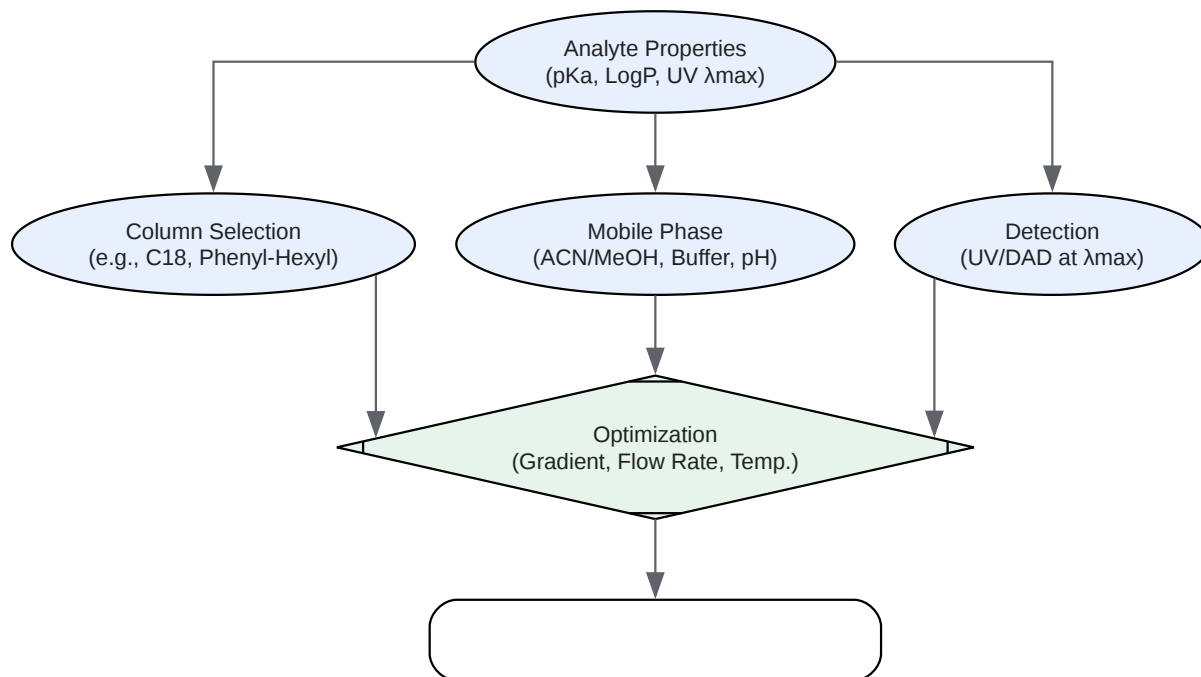 Analyte Properties
(pKa, LogP, UV λmax)
Column Selection
(e.g., C18, Phenyl-Hexyl)
Mobile Phase
(ACN/MeOH, Buffer, pH)
Detection
(UV/DAD at λmax)
Optimization
(Gradient, Flow Rate, Temp.)